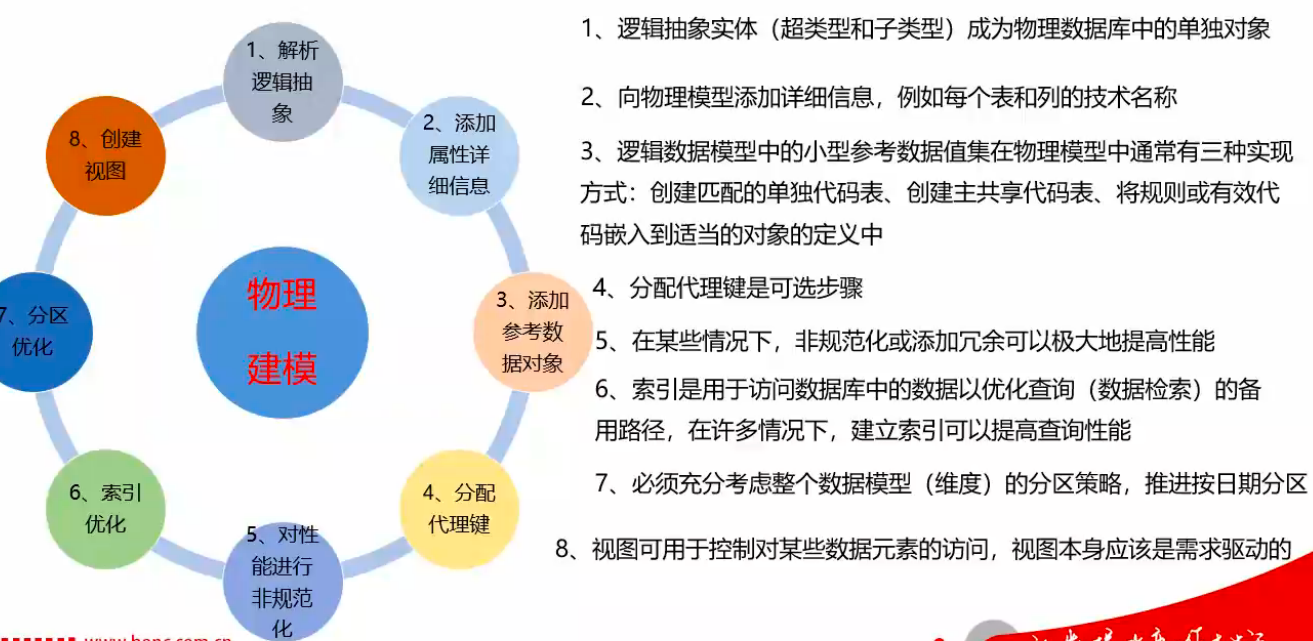 1、解析
逻辑抽
象
2、添加
属性详
细信息
3、添加
参考数
据对象
4、分配
代理键
5、对性
能进行
非规范
化
6、索引
优化
7、分区
优化
8、创建
视图
物理
建模
1、逻辑抽象实体（超类型和子类型）成为物理数据库中的单独对象
2、向物理模型添加详细信息，例如每个表和列的技术名称
3、逻辑数据模型中的小型参考数据值集在物理模型中通常有三种实现
方式：创建匹配的单独代码表、创建主共享代码表、将规则或有效代
码嵌入到适当的对象的定义中
4、分配代理键是可选步骤
5、在某些情况下，非规范化或添加冗余可以极大地提高性能
6、索引是用于访问数据库中的数据以优化查询（数据检索）的备
用路径，在许多情况下，建立索引可以提高查询性能
7、必须充分考虑整个数据模型（维度）的分区策略，推进按日期分区
8、视图可用于控制对某些数据元素的访问，视图本身应该是需求驱动的